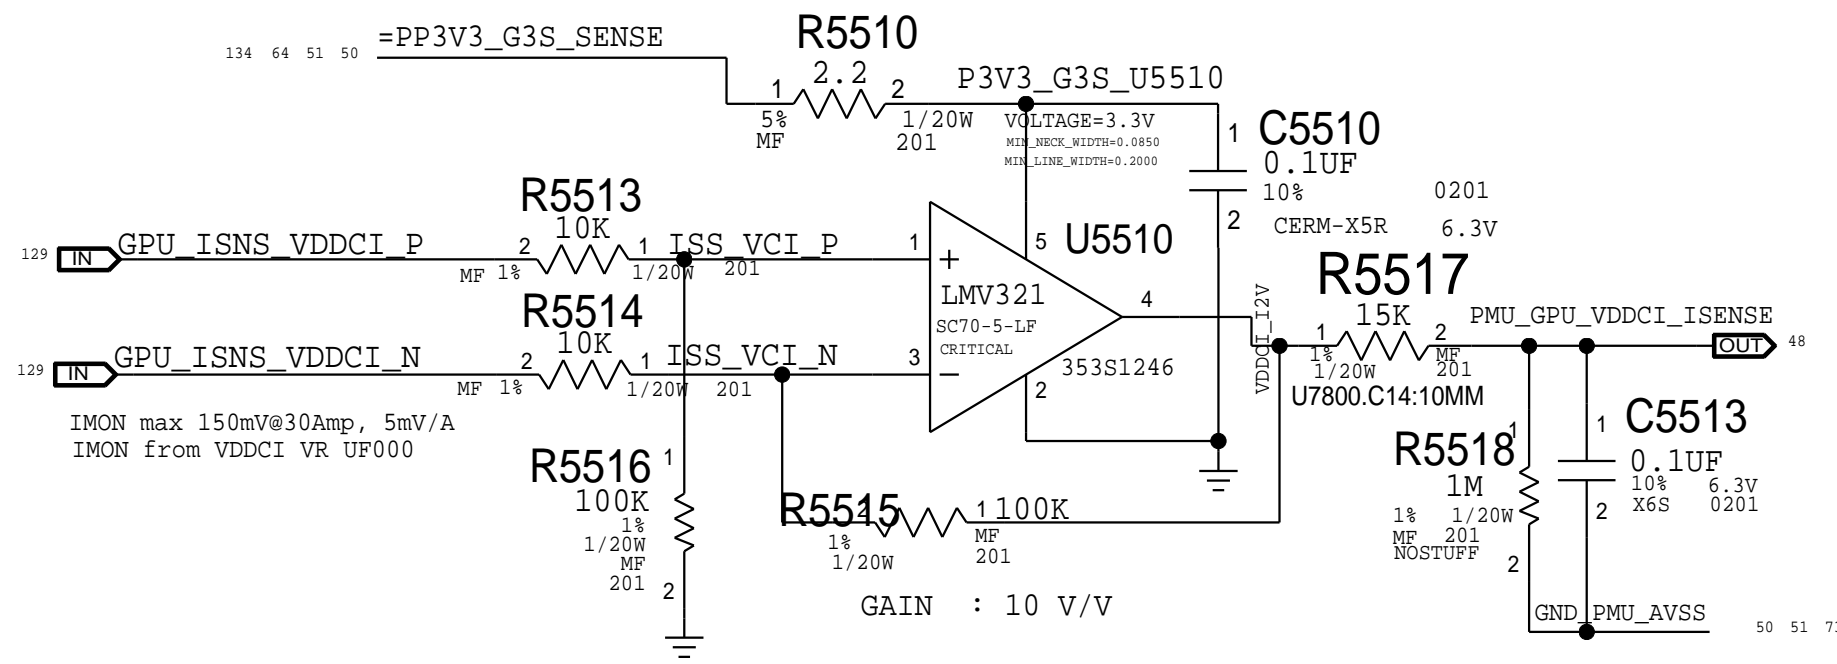 134 64 51 50 =PP3V3_G3S_SENSE
R5510
2.2
1 2
5%
MF
1/20W
201
P3V3_G3S_U5510
VOLTAGE=3.3V
MIN_NECK_WIDTH=0.0850
MIN_LINE_WIDTH=0.2000
1 C5510
0.1UF
10% 0201
2 CERM-X5R 6.3V
R5513
10K
129 IN GPU_ISNS_VDDCI_P 2 1 ISS_VCI_P 1
MF 1% 1/20W 201
R5514
10K
129 IN GPU_ISNS_VDDCI_N 2 1 ISS_VCI_N 3
MF 1% 1/20W 201
+
−
5 U5510
LMV321
SC70-5-LF
CRITICAL
4
353S1246
2
VDDCI_I2V
R5517
15K
1 2
1% MF
1/20W 201
U7800.C14:10MM
PMU_GPU_VDDCI_ISENSE
OUT 48
IMON max 150mV@30Amp, 5mV/A
IMON from VDDCI VR UF000
R5516 1
100K
1%
1/20W
MF
201 2
R5515 2 1 100K
1% MF
1/20W 201
GAIN : 10 V/V
R5518 1
1M
1% 1/20W
MF 201
NOSTUFF
2
1 C5513
0.1UF
10% 6.3V
2 X6S 0201
GND_PMU_AVSS
50 51